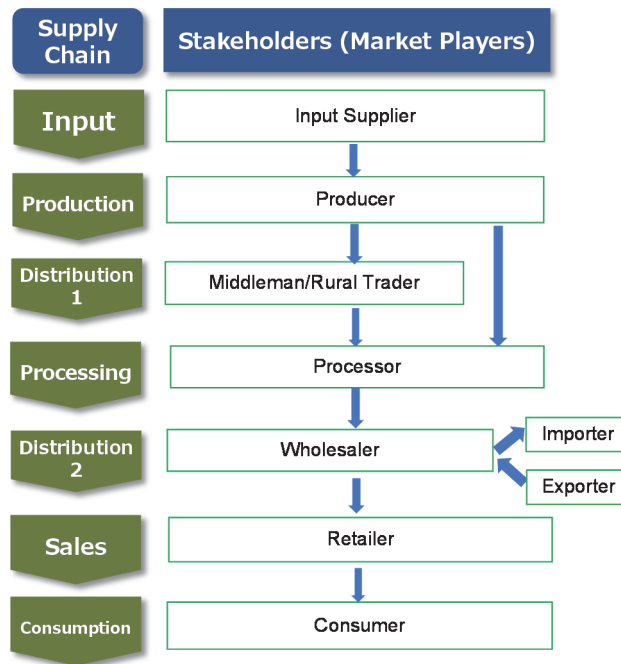 Supply
Chain
Stakeholders (Market Players)
Input
Input Supplier
Production
Producer
Distribution
1
Middleman/Rural Trader
Processing
Processor
Distribution
2
Wholesaler
Importer
Exporter
Sales
Retailer
Consumption
Consumer